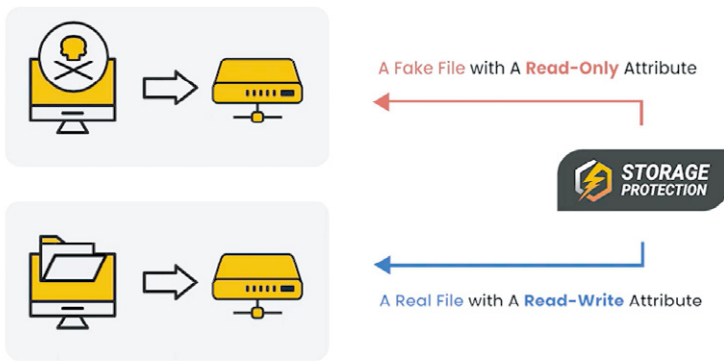 A Fake File with A Read-Only Attribute
STORAGE
PROTECTION
A Real File with A Read-Write Attribute